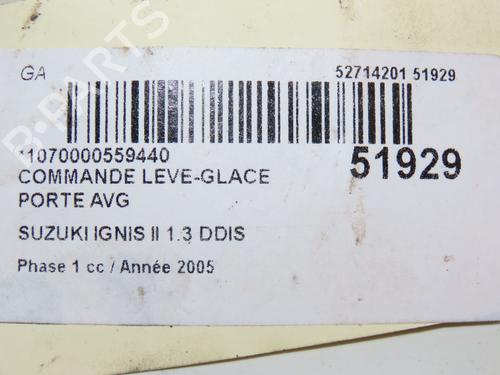 GA 52714201 51929
*1070000559440
51929
COMMANDE LEVE-GLACE
PORTE AVG
SUZUKI IGNIS II 1.3 DDIS
Phase 1 cc / Année 2005
B-PARTS